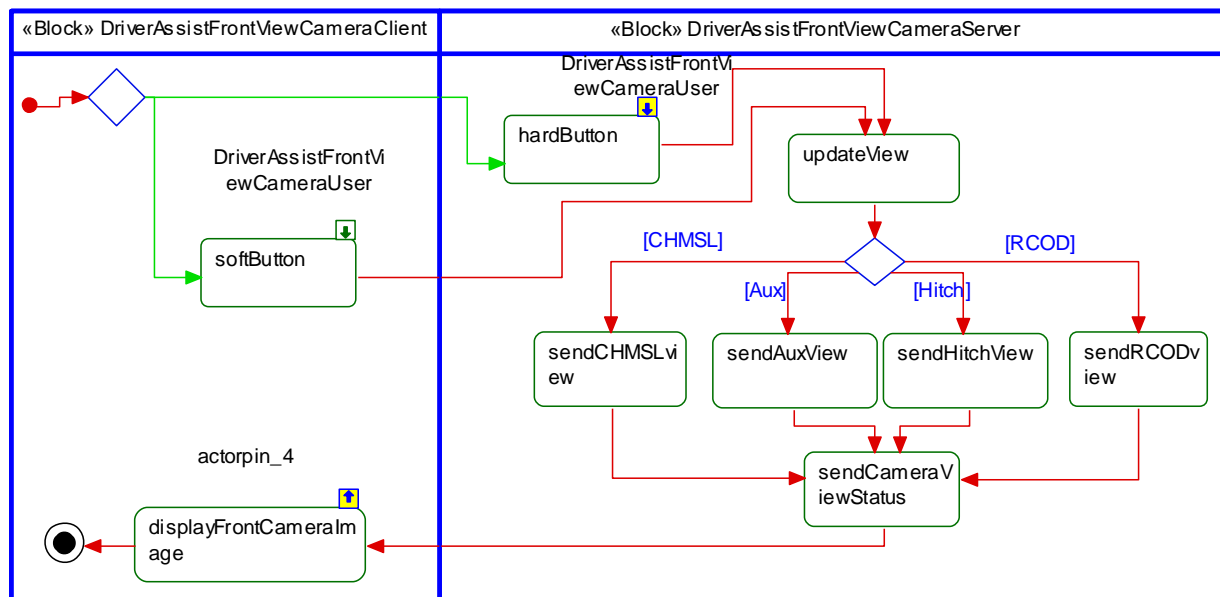 «Block» DriverAssistFrontViewCameraClient
«Block» DriverAssistFrontViewCameraServer
DriverAssistFrontVi
ewCameraUser
hardButton
updateView
DriverAssistFrontVi
ewCameraUser
softButton
[CHMSL]
[RCOD]
[Aux]
[Hitch]
sendCHMSLvi
ew
sendAuxView
sendHitchView
sendRCODv
iew
actorpin_4
sendCameraV
iewStatus
displayFrontCameraIm
age